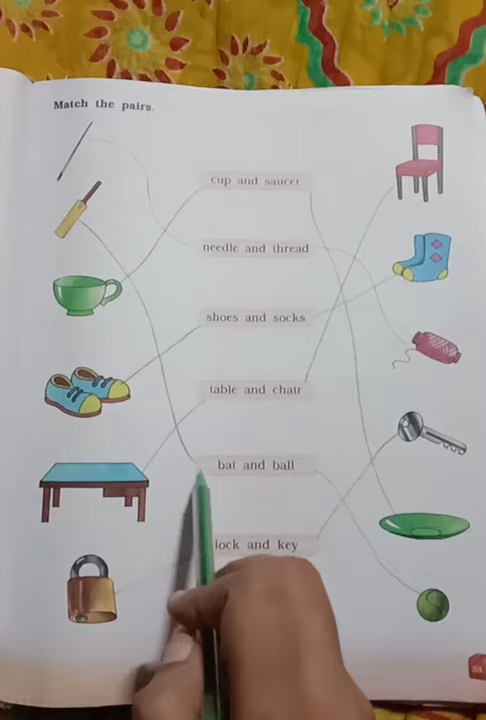 Match the pairs.
cup and saucer
needle and thread
shoes and socks
table and chair
bat and ball
lock and key